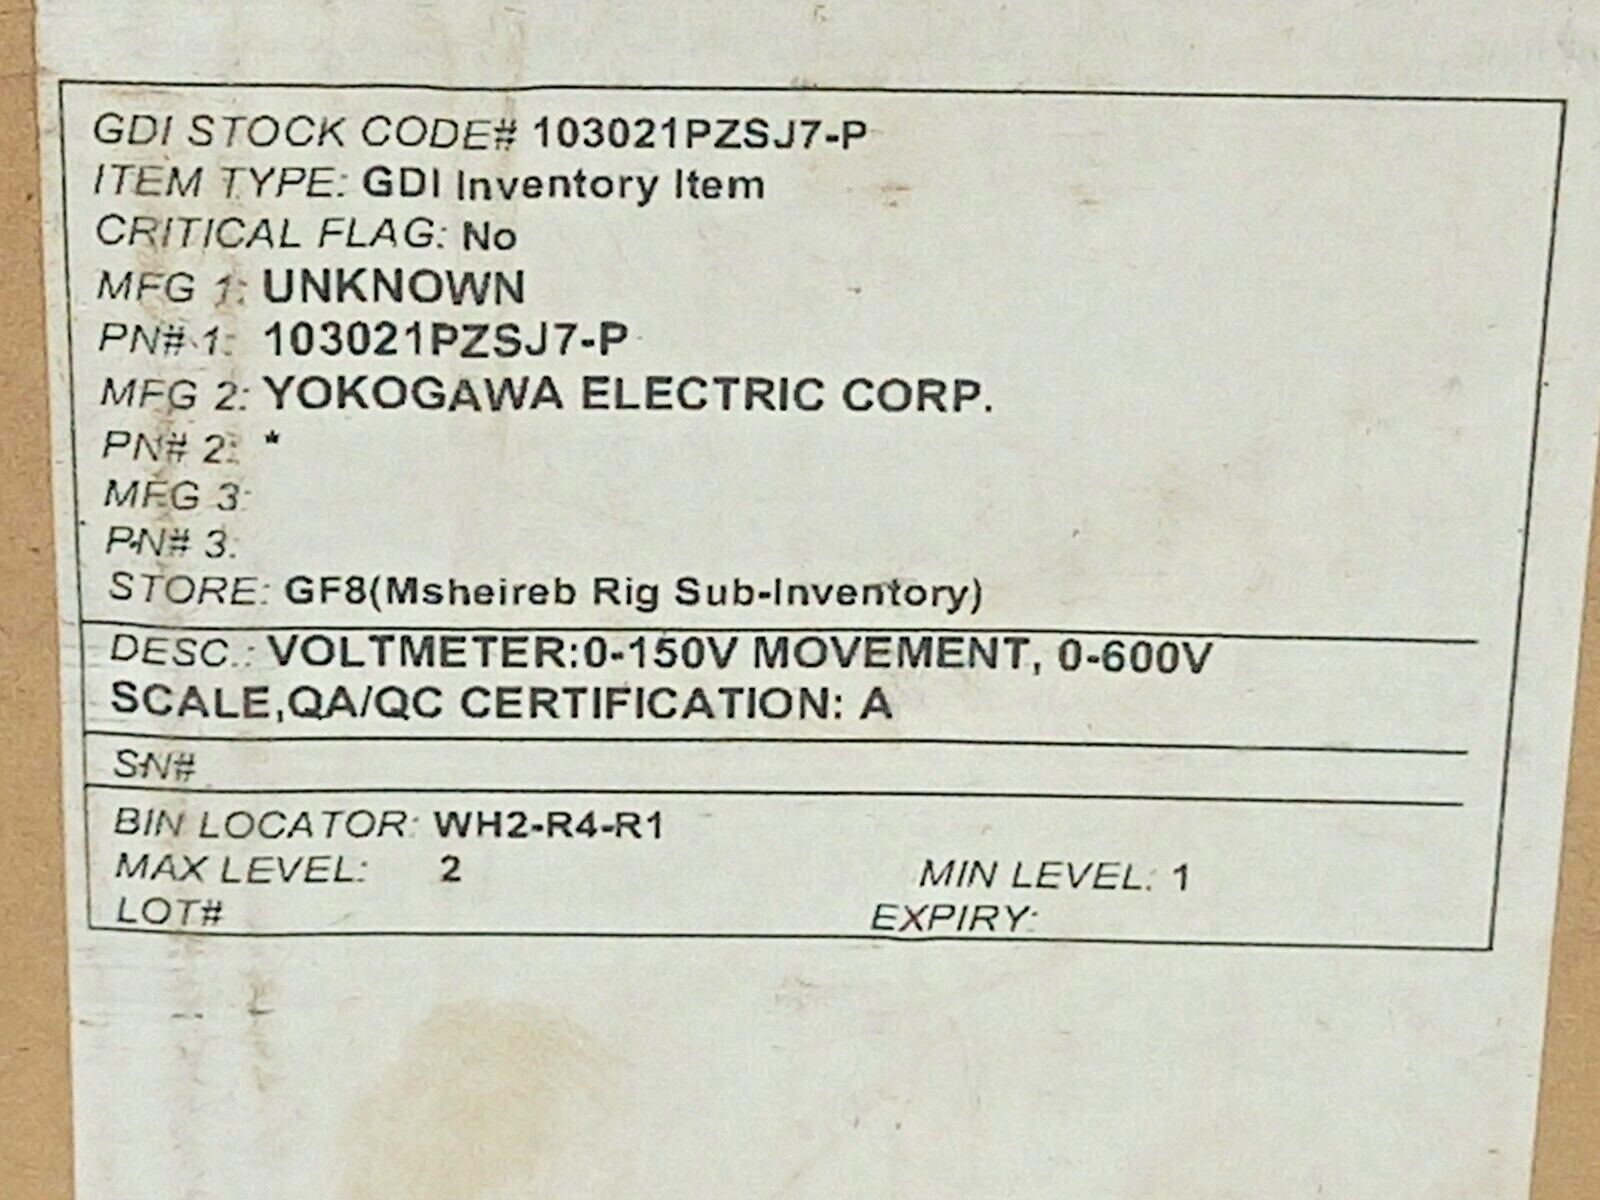 GDI STOCK CODE# 103021PZSJ7-P
ITEM TYPE: GDI Inventory Item
CRITICAL FLAG: No
MFG 1: UNKNOWN
PN# 1: 103021PZSJ7-P
MFG 2: YOKOGAWA ELECTRIC CORP.
PN# 2: *
MFG 3:
PN# 3:
STORE: GF8(Msheireb Rig Sub-Inventory)
DESC.: VOLTMETER:0-150V MOVEMENT, 0-600V
SCALE,QA/QC CERTIFICATION: A
SN#
BIN LOCATOR: WH2-R4-R1
MAX LEVEL: 2 MIN LEVEL: 1
LOT# EXPIRY: